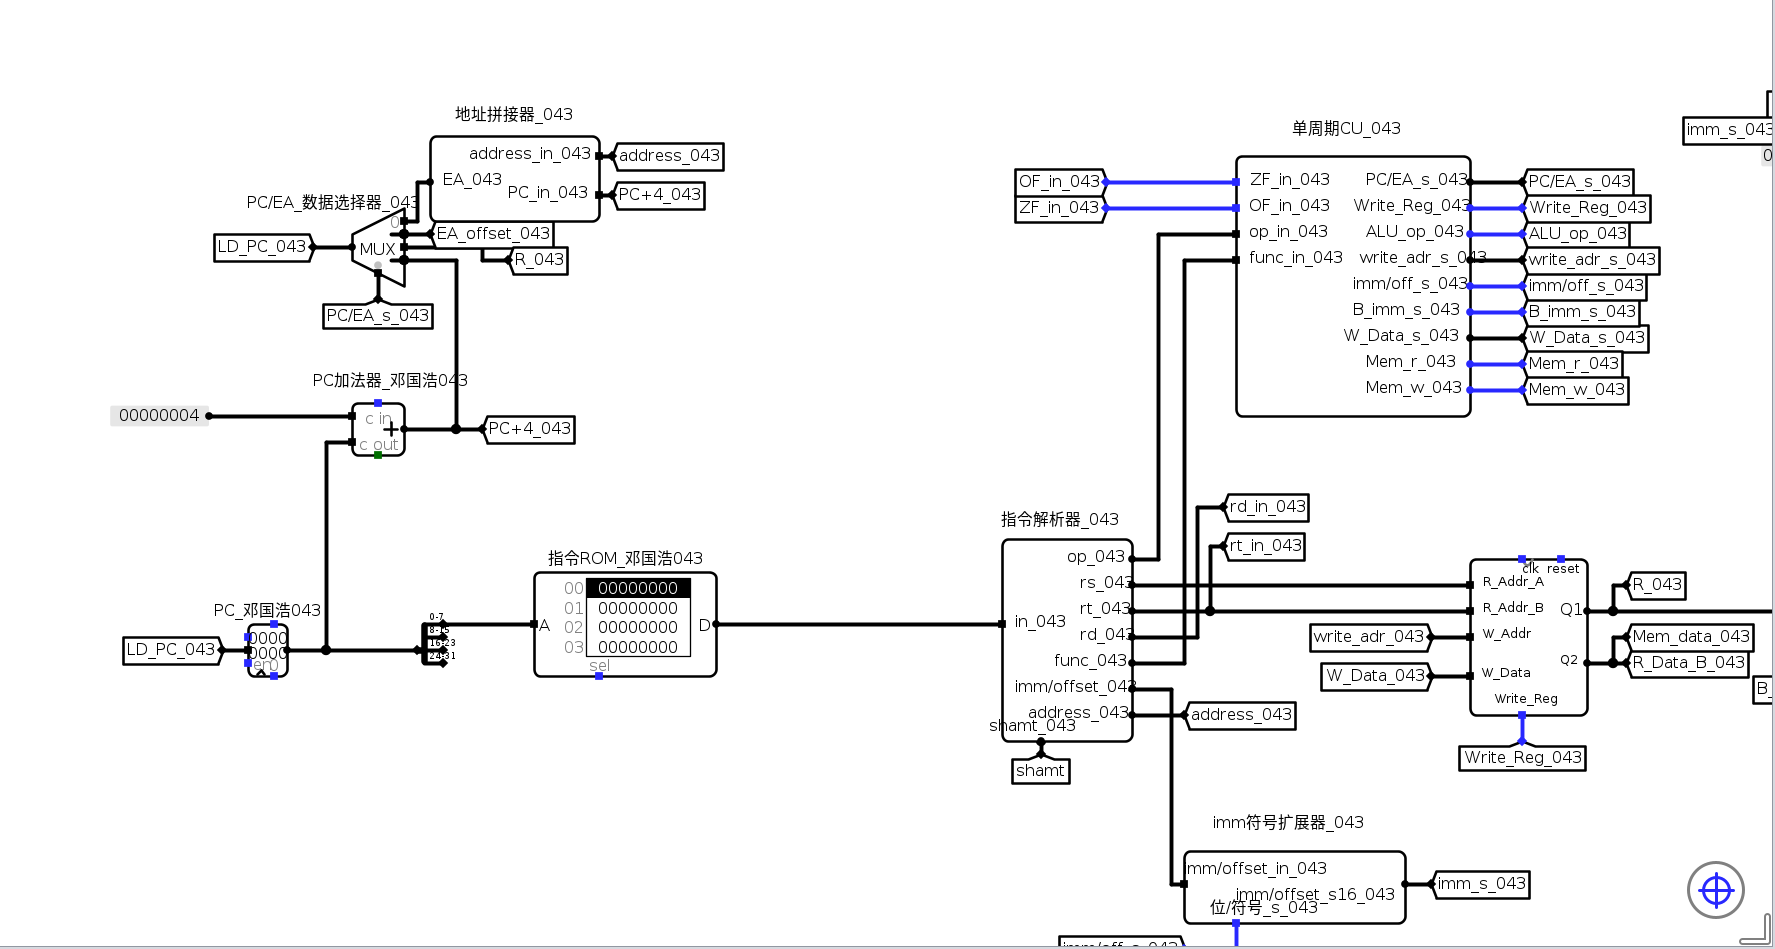 地址拼接器_043
address_in_043
EA_043
PC_in_043
address_043
PC+4_043
PC/EA_数据选择器_043
0
MUX
LD_PC_043
EA_offset_043
R_043
PC/EA_s_043
PC加法器_邓国浩043
00000004
c in
+
c out
PC+4_043
PC_邓国浩043
LD_PC_043
0000
0000
en0
0-7
8-15
16-23
24-31
指令ROM_邓国浩043
A
00 00000000
01 00000000
02 00000000
03 00000000
D
sel
单周期CU_043
OF_in_043
ZF_in_043
ZF_in_043
OF_in_043
op_in_043
func_in_043
PC/EA_s_043
Write_Reg_043
ALU_op_043
write_adr_s_043
imm/off_s_043
B_imm_s_043
W_Data_s_043
Mem_r_043
Mem_w_043
PC/EA_s_043
Write_Reg_043
ALU_op_043
write_adr_s_043
imm/off_s_043
B_imm_s_043
W_Data_s_043
Mem_r_043
Mem_w_043
imm_s_043
0
指令解析器_043
in_043
op_043
rs_043
rt_043
rd_043
func_043
imm/offset_043
address_043
shamt_043
shamt
rd_in_043
rt_in_043
address_043
clk reset
R_Addr_A
R_Addr_B
W_Addr
W_Data
Write_Reg
Q1
Q2
write_adr_043
W_Data_043
Write_Reg_043
R_043
Mem_data_043
R_Data_B_043
B_
imm符号扩展器_043
imm/offset_in_043
imm/offset_s16_043
位/符号_s_043
imm_s_043
imm/off_s_043